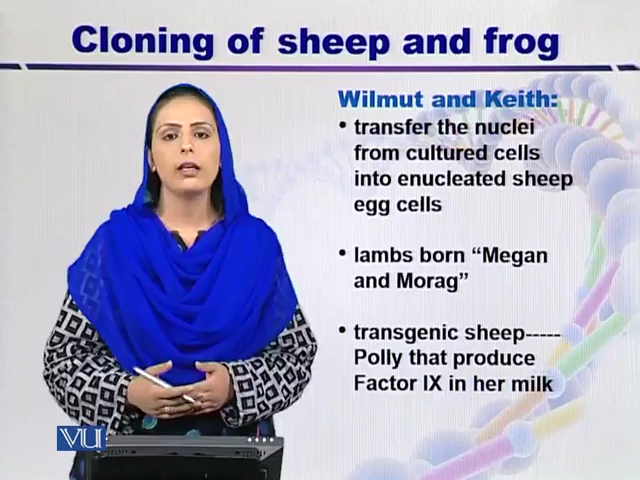 Cloning of sheep and frog
Wilmut and Keith:
• transfer the nuclei
from cultured cells
into enucleated sheep
egg cells
• lambs born “Megan
and Morag”
• transgenic sheep-----
Polly that produce
Factor IX in her milk
VU